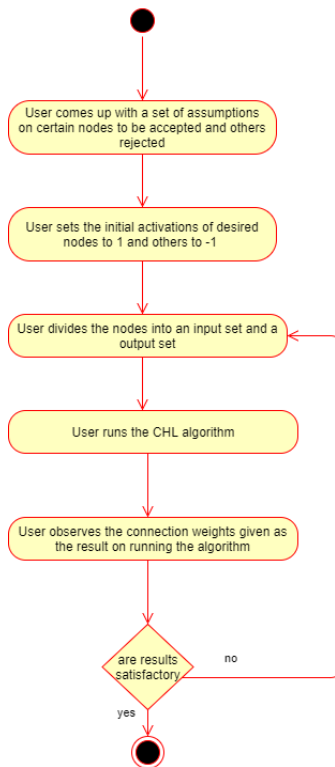 User comes up with a set of assumptions
on certain nodes to be accepted and others
rejected
User sets the initial activations of desired
nodes to 1 and others to -1
User divides the nodes into an input set and a
output set
User runs the CHL algorithm
User observes the connection weights given as
the result on running the algorithm
are results
satisfactory
no
yes